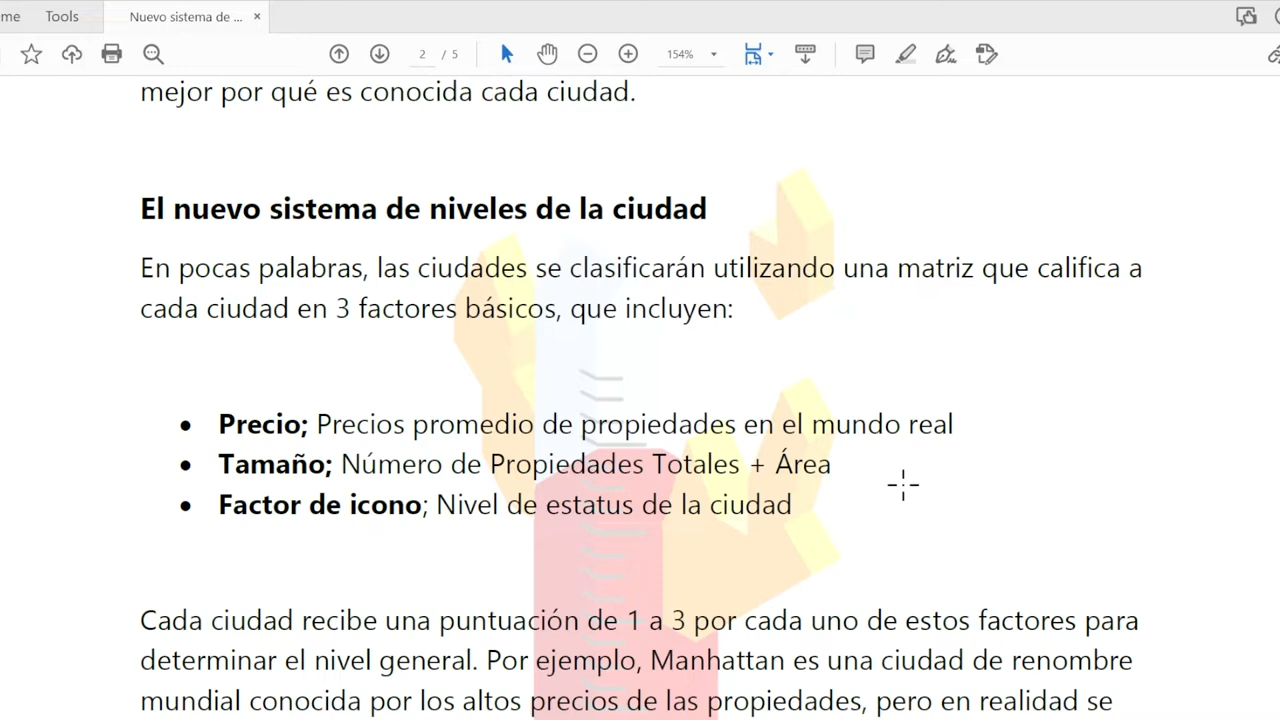 me Tools Nuevo sistema de ... ×
2 / 5 154%
mejor por qué es conocida cada ciudad.
El nuevo sistema de niveles de la ciudad
En pocas palabras, las ciudades se clasificarán utilizando una matriz que califica a
cada ciudad en 3 factores básicos, que incluyen:
• Precio; Precios promedio de propiedades en el mundo real
• Tamaño; Número de Propiedades Totales + Área
• Factor de icono; Nivel de estatus de la ciudad
Cada ciudad recibe una puntuación de 1 a 3 por cada uno de estos factores para
determinar el nivel general. Por ejemplo, Manhattan es una ciudad de renombre
mundial conocida por los altos precios de las propiedades, pero en realidad se